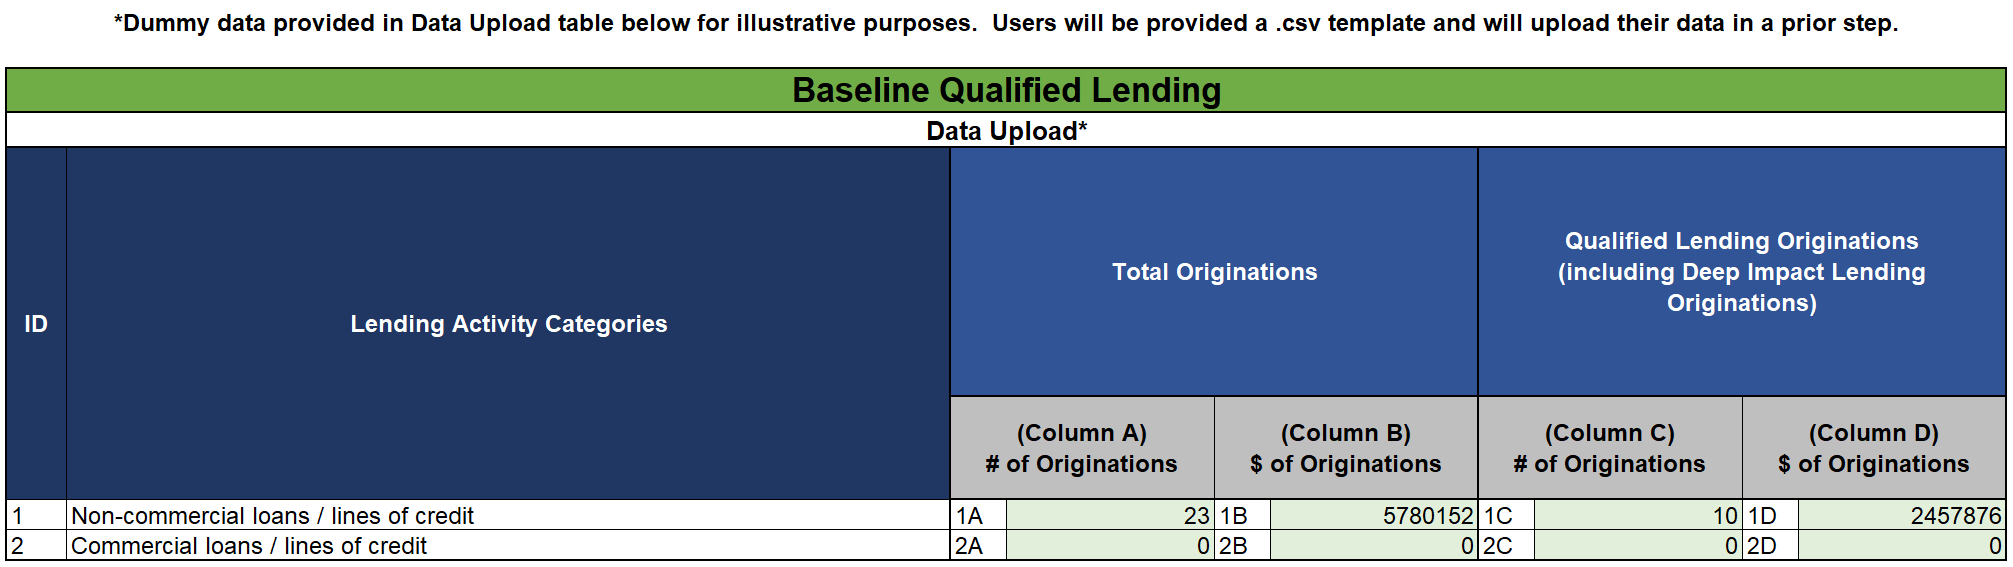 *Dummy data provided in Data Upload table below for illustrative purposes.  Users will be provided a .csv template and will upload their data in a prior step.
Baseline Qualified Lending
Data Upload*
ID
Lending Activity Categories
Total Originations
Qualified Lending Originations
(including Deep Impact Lending
Originations)
(Column A)
# of Originations
(Column B)
$ of Originations
(Column C)
# of Originations
(Column D)
$ of Originations
1 Non-commercial loans / lines of credit 1A 23 1B 5780152 1C 10 1D 2457876
2 Commercial loans / lines of credit 2A 0 2B 0 2C 0 2D 0